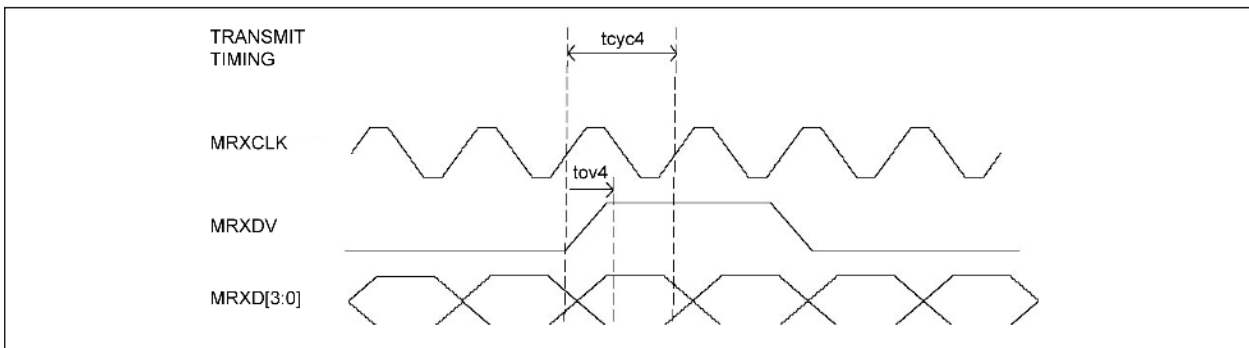 TRANSMIT
TIMING
tcyc4
MRXCLK
tov4
MRXDV
MRXD[3:0]